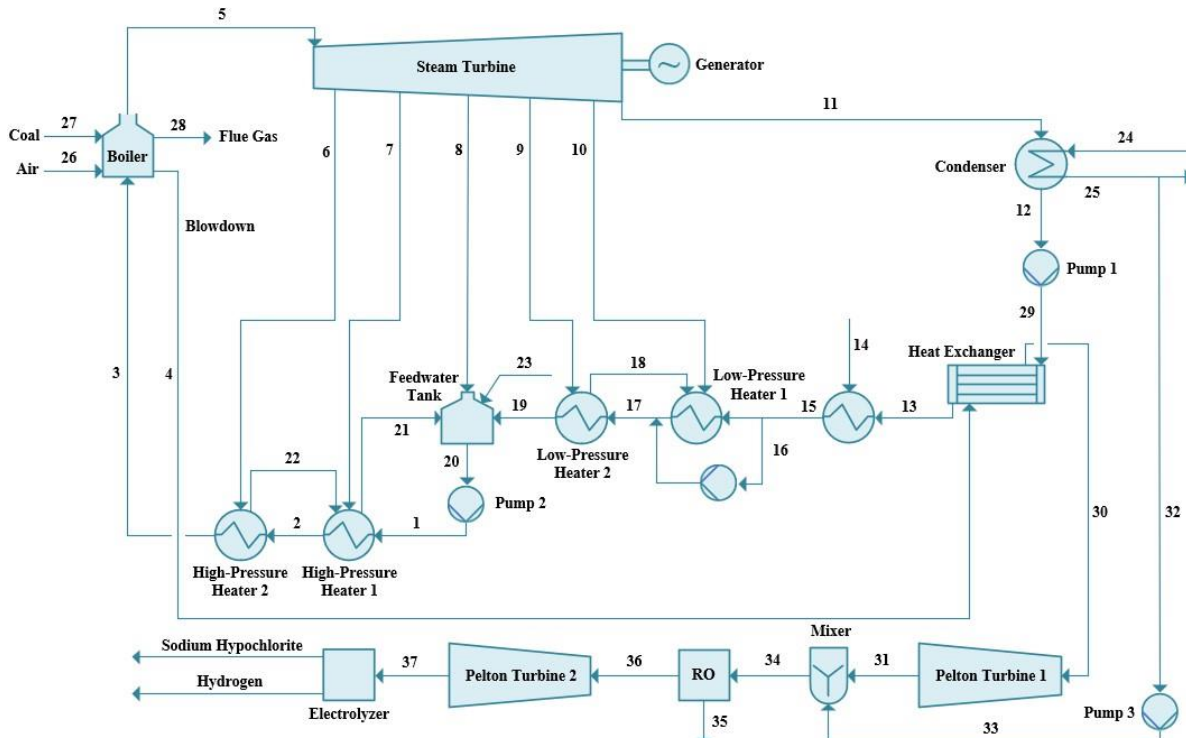 5
Steam Turbine
Generator
11
Coal
27
28
Flue Gas
6
7
8
9
10
24
Boiler
Air
26
Condenser
25
12
Blowdown
Pump 1
29
14
Heat Exchanger
3
4
23
18
Low-Pressure
Heater 1
Feedwater
Tank
19
17
15
13
21
Low-Pressure
Heater 2
16
22
20
Pump 2
30
32
2
1
High-Pressure
Heater 2
High-Pressure
Heater 1
Mixer
Sodium Hypochlorite
37
36
34
31
Pelton Turbine 2
RO
Pelton Turbine 1
Hydrogen
Electrolyzer
35
33
Pump 3